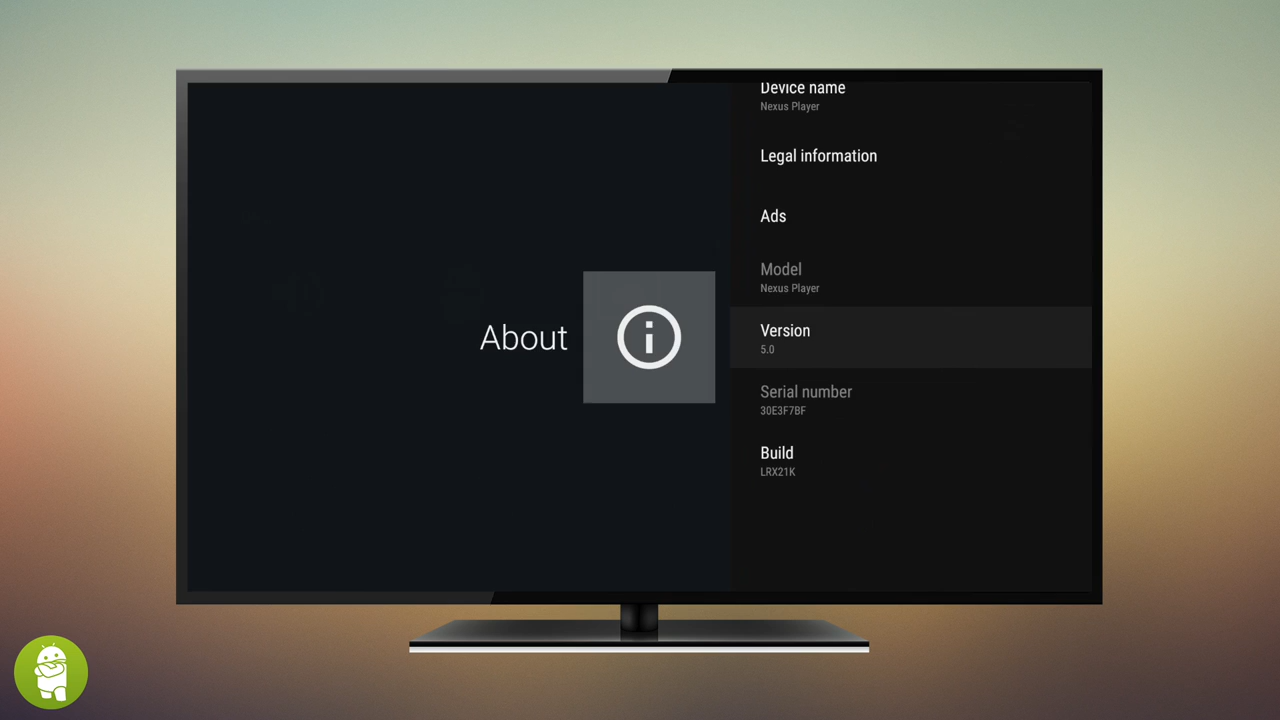 About
Device name
Nexus Player
Legal information
Ads
Model
Nexus Player
Version
5.0
Serial number
30E3F7BF
Build
LRX21K